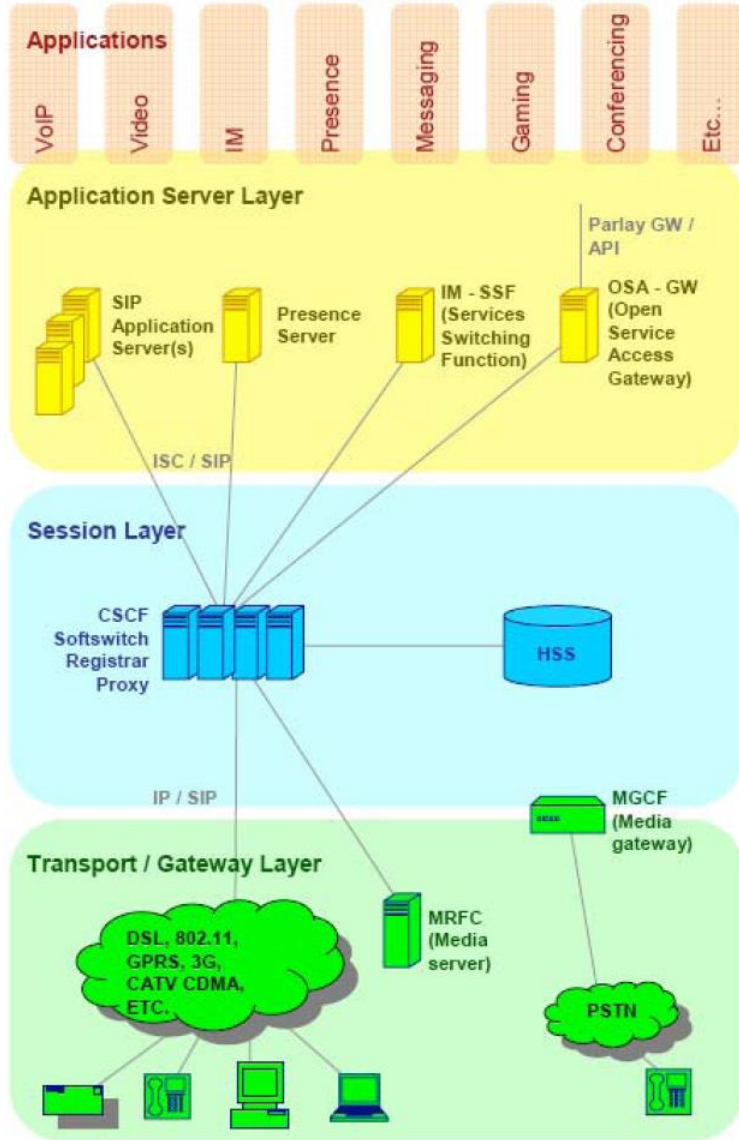 Applications
VoIP
Video
IM
Presence
Messaging
Gaming
Conferencing
Etc...
Application Server Layer
Parlay GW /
API
SIP
Application
Server(s)
Presence
Server
IM - SSF
(Services
Switching
Function)
OSA - GW
(Open
Service
Access
Gateway)
ISC / SIP
Session Layer
CSCF
Softswitch
Registrar
Proxy
HSS
IP / SIP
MGCF
(Media
gateway)
Transport / Gateway Layer
DSL, 802.11,
GPRS, 3G,
CATV CDMA,
ETC.
MRFC
(Media
server)
PSTN